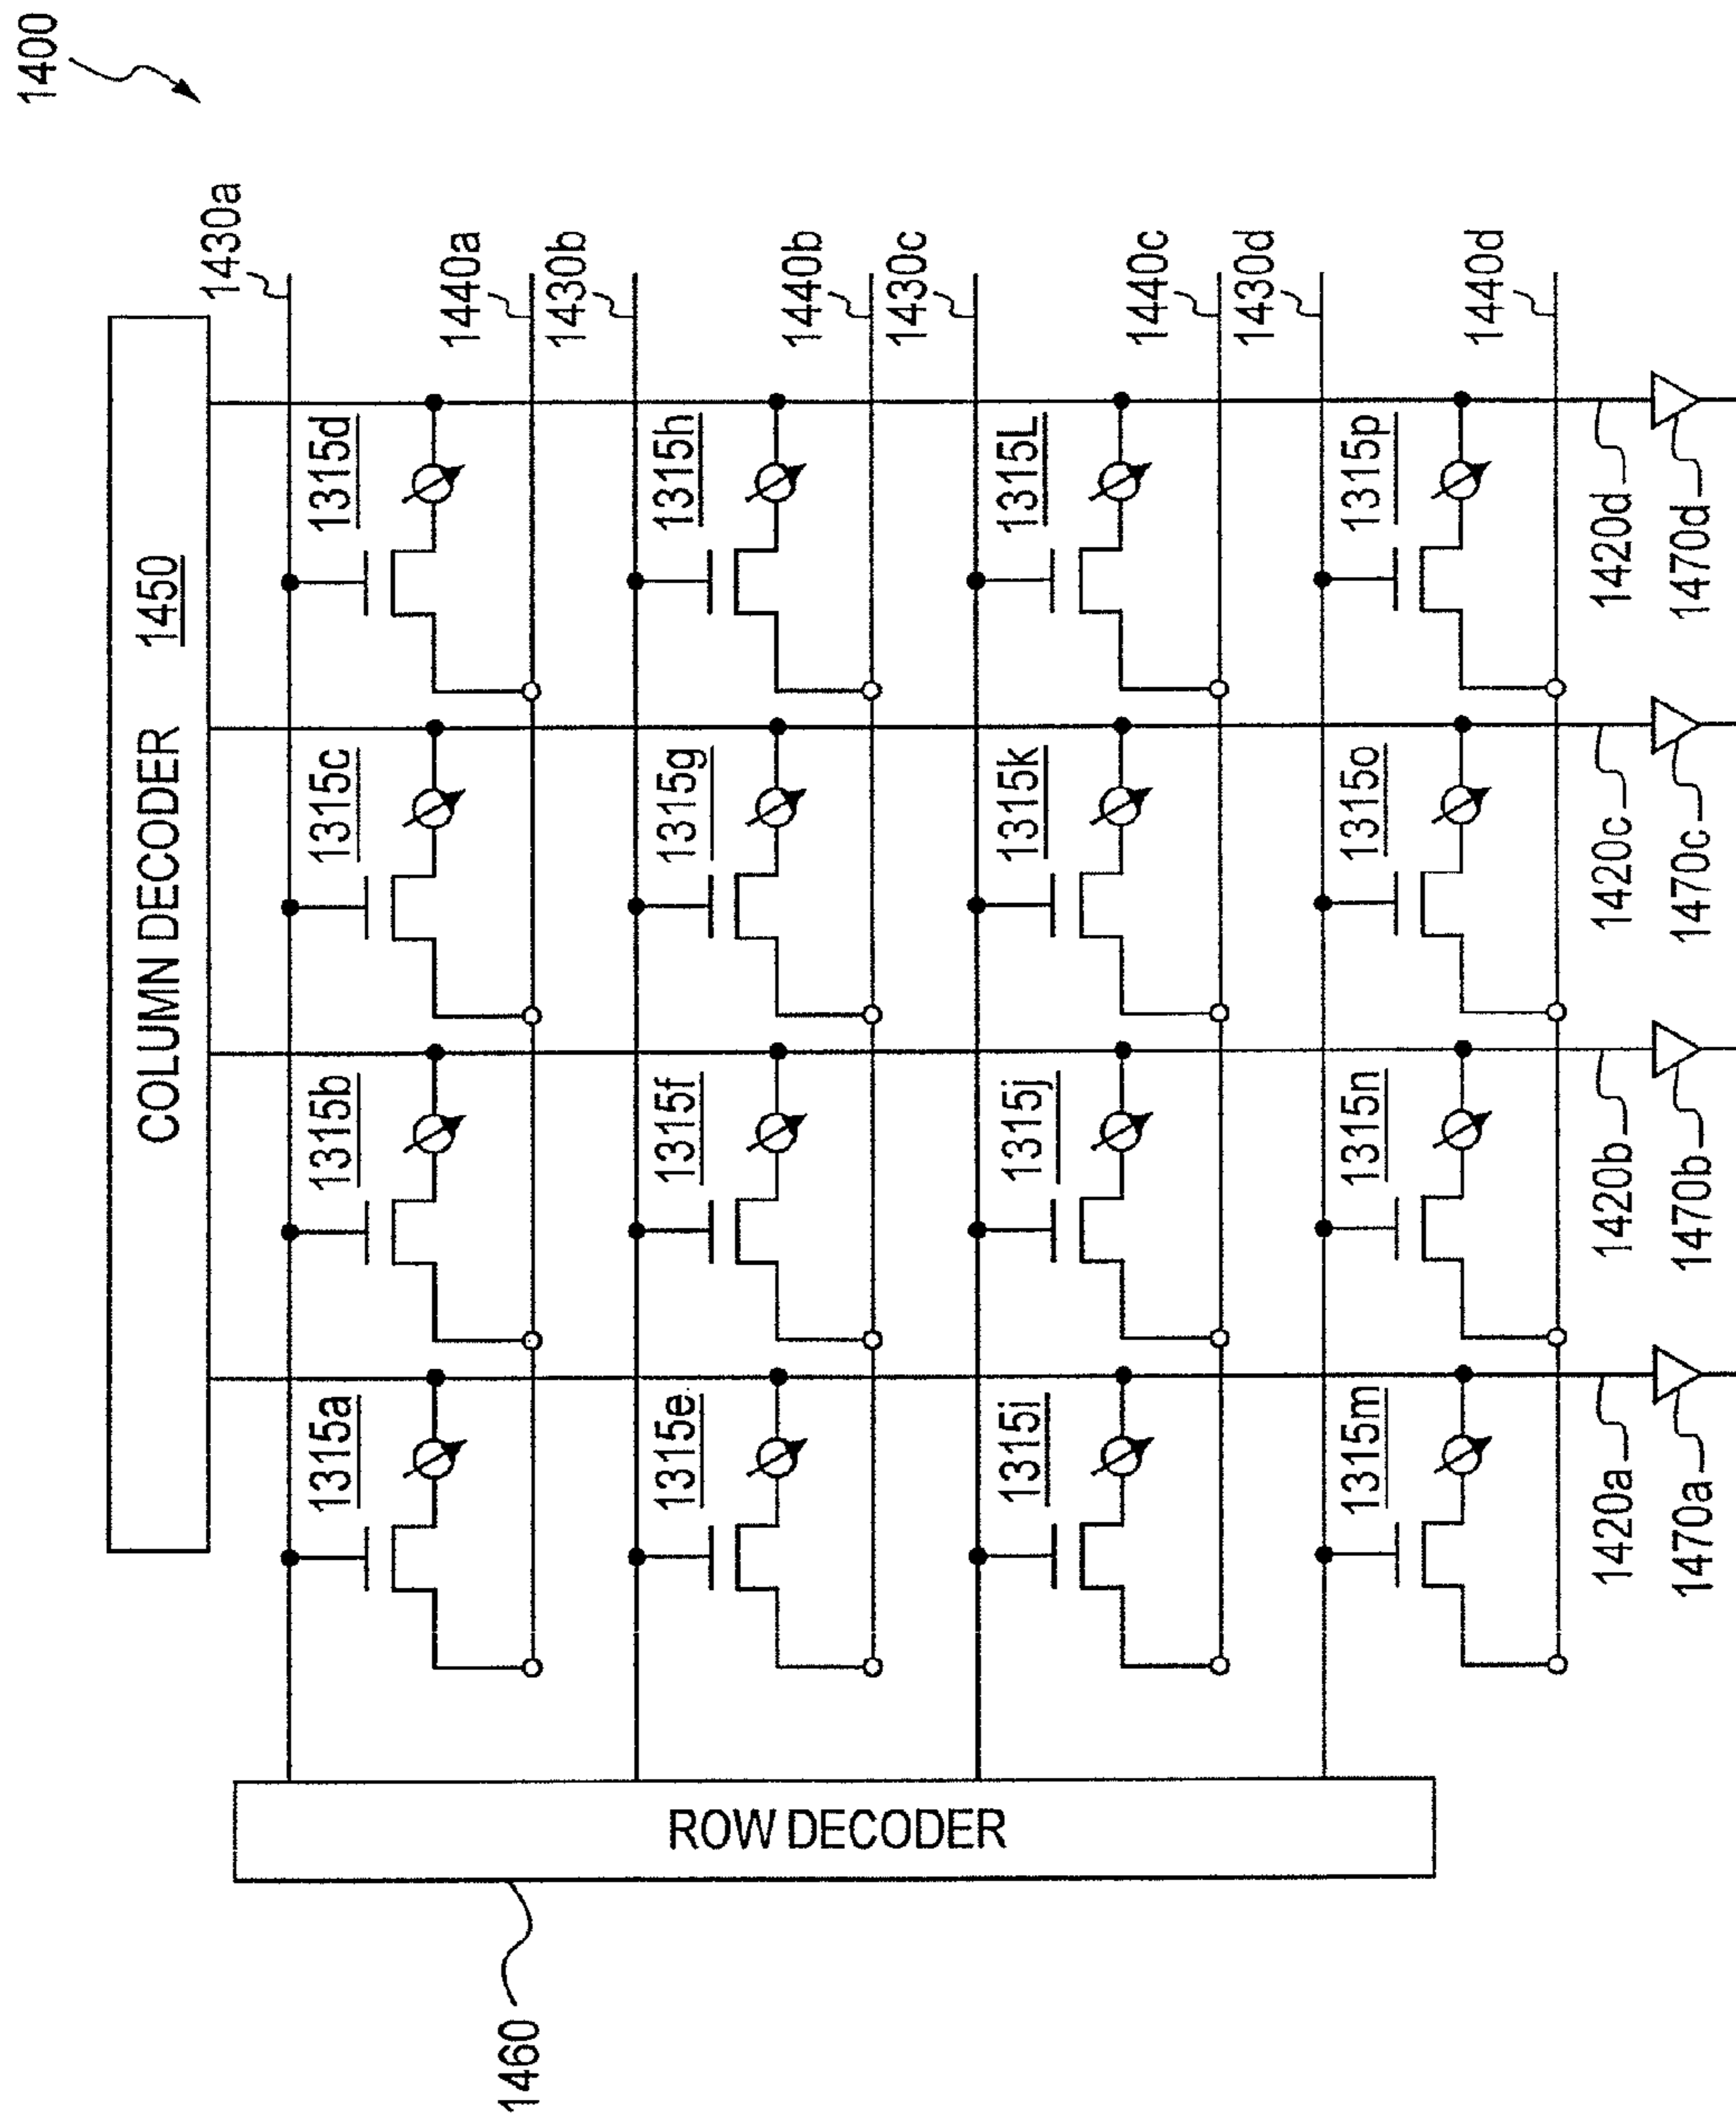 1400
COLUMN DECODER 1450
1430a
1315a 1315b 1315c 1315d
1440a
1430b
1315e 1315f 1315g 1315h
1440b
1430c
1315i 1315j 1315k 1315L
1440c
1430d
1315m 1315n 1315o 1315p
1440d
ROW DECODER
1460
1420a 1420b 1420c 1420d
1470a 1470b 1470c 1470d